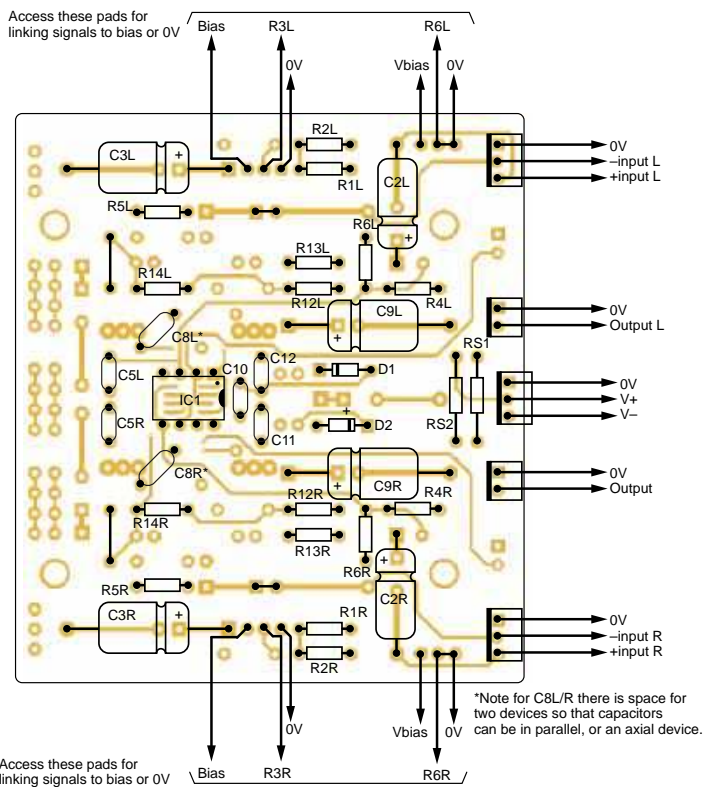 Access these pads for
linking signals to bias or 0V
Bias
R3L
R6L
0V
Vbias
0V
R2L
C3L
+
R1L
C2L
0V
–input L
+input L
R5L
R6L
+
R13L
R14L
R12L
R4L
C9L
+
0V
Output L
C8L*
RS1
C12
C10
D1
C5L
IC1
0V
V+
V–
C5R
+
D2
RS2
C11
C8R*
+
C9R
0V
Output
R12R
R4R
R14R
R13R
R6R
+
R5R
C2R
C3R
+
R1R
R2R
0V
–input R
+input R
*Note for C8L/R there is space for
two devices so that capacitors
can be in parallel, or an axial device.
0V
Vbias
0V
Access these pads for
linking signals to bias or 0V
Bias
R3R
R6R